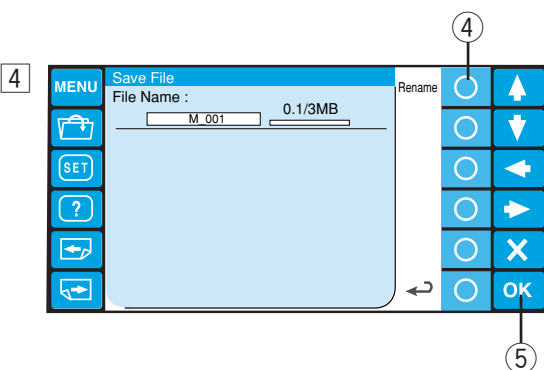 ④
4
MENU
Save File
Rename
File Name :
0.1/3MB
M_001
SET
?
OK
⑤